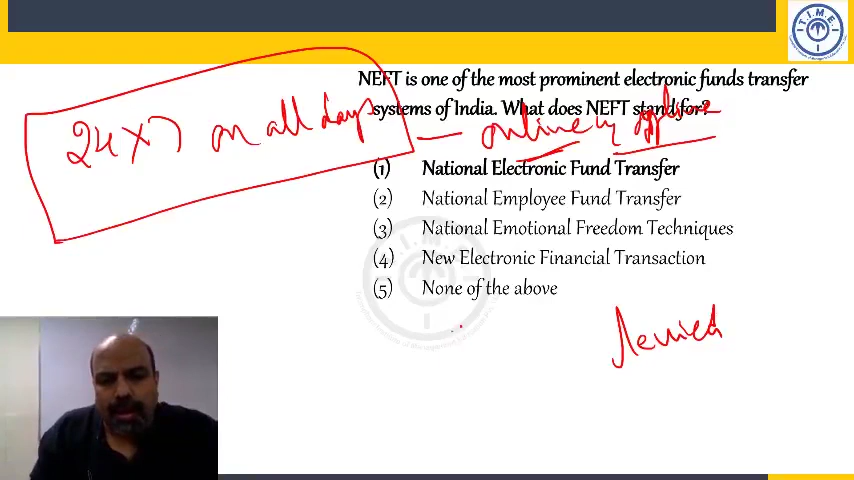 T.I.M.E.
NEFT is one of the most prominent electronic funds transfer
systems of India. What does NEFT stand for?
24 x 7 on all days — online
(1) National Electronic Fund Transfer
(2) National Employee Fund Transfer
(3) National Emotional Freedom Techniques
(4) New Electronic Financial Transaction
(5) None of the above